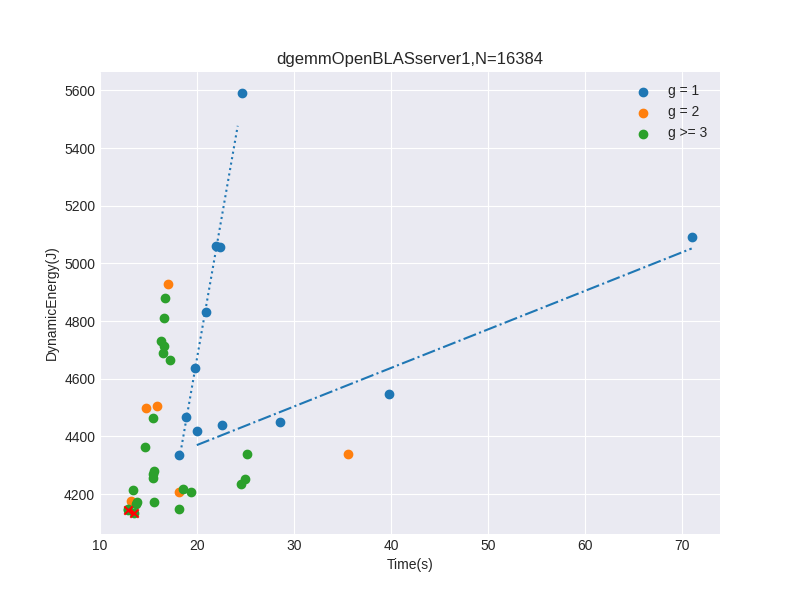 dgemmOpenBLASserver1,N=16384
g = 1
g = 2
g >= 3
5600
5400
5200
5000
4800
4600
4400
4200
DynamicEnergy(J)
10 20 30 40 50 60 70
Time(s)